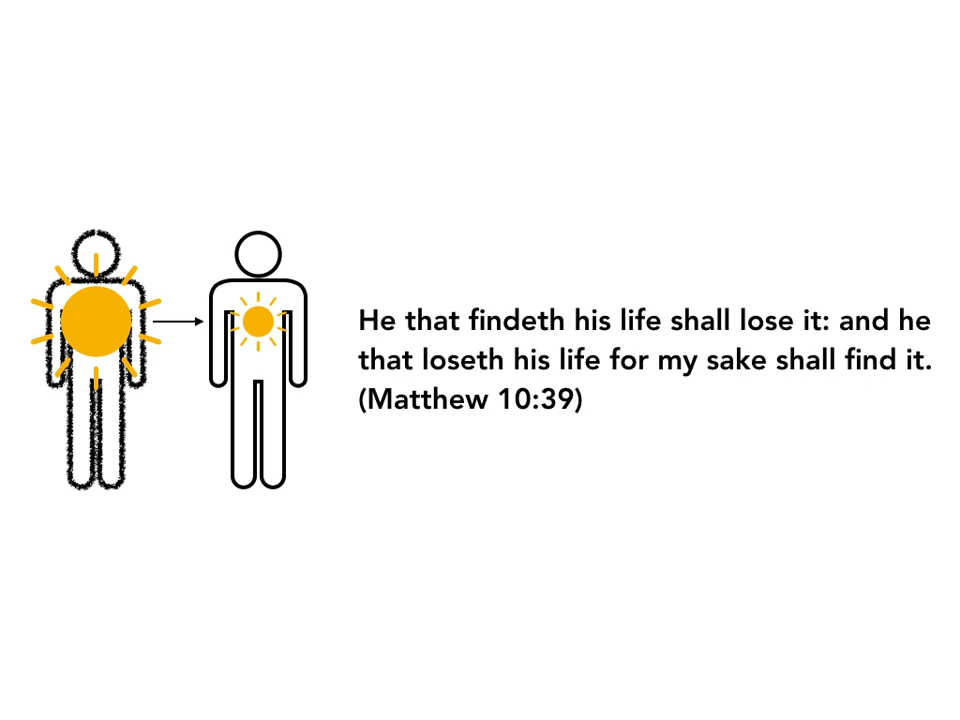 He that findeth his life shall lose it: and he
that loseth his life for my sake shall find it.
(Matthew 10:39)